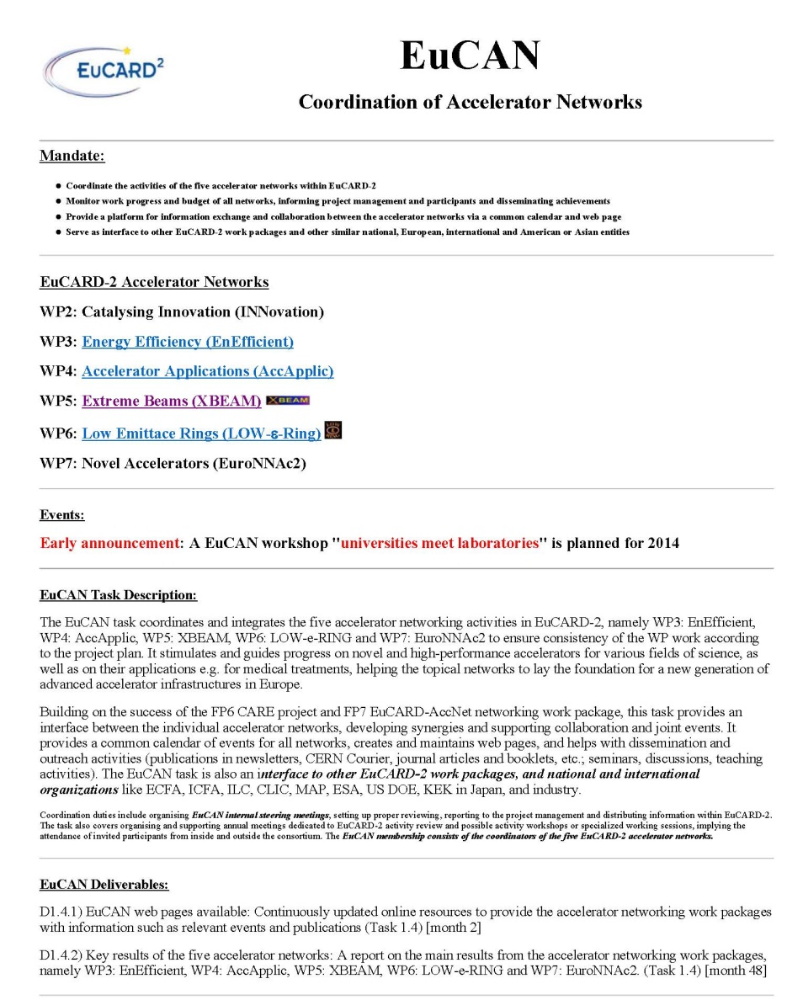 EuCARD²
EuCAN
Coordination of Accelerator Networks
Mandate:
● Coordinate the activities of the five accelerator networks within EuCARD-2
● Monitor work progress and budget of all networks, informing project management and participants and disseminating achievements
● Provide a platform for information exchange and collaboration between the accelerator networks via a common calendar and web page
● Serve as interface to other EuCARD-2 work packages and other similar national, European, international and American or Asian entities
EuCARD-2 Accelerator Networks
WP2: Catalysing Innovation (INNovation)
WP3: Energy Efficiency (EnEfficient)
WP4: Accelerator Applications (AccApplic)
WP5: Extreme Beams (XBEAM) XBEAM
WP6: Low Emittace Rings (LOW-ε-Ring)
WP7: Novel Accelerators (EuroNNAc2)
Events:
Early announcement: A EuCAN workshop "universities meet laboratories" is planned for 2014
EuCAN Task Description:
The EuCAN task coordinates and integrates the five accelerator networking activities in EuCARD-2, namely WP3: EnEfficient,
WP4: AccApplic, WP5: XBEAM, WP6: LOW-e-RING and WP7: EuroNNAc2 to ensure consistency of the WP work according
to the project plan. It stimulates and guides progress on novel and high-performance accelerators for various fields of science, as
well as on their applications e.g. for medical treatments, helping the topical networks to lay the foundation for a new generation of
advanced accelerator infrastructures in Europe.
Building on the success of the FP6 CARE project and FP7 EuCARD-AccNet networking work package, this task provides an
interface between the individual accelerator networks, developing synergies and supporting collaboration and joint events. It
provides a common calendar of events for all networks, creates and maintains web pages, and helps with dissemination and
outreach activities (publications in newsletters, CERN Courier, journal articles and booklets, etc.; seminars, discussions, teaching
activities). The EuCAN task is also an interface to other EuCARD-2 work packages, and national and international
organizations like ECFA, ICFA, ILC, CLIC, MAP, ESA, US DOE, KEK in Japan, and industry.
Coordination duties include organising EuCAN internal steering meetings, setting up proper reviewing, reporting to the project management and distributing information within EuCARD-2.
The task also covers organising and supporting annual meetings dedicated to EuCARD-2 activity review and possible activity workshops or specialized working sessions, implying the
attendance of invited participants from inside and outside the consortium. The EuCAN membership consists of the coordinators of the five EuCARD-2 accelerator networks.
EuCAN Deliverables:
D1.4.1) EuCAN web pages available: Continuously updated online resources to provide the accelerator networking work packages
with information such as relevant events and publications (Task 1.4) [month 2]
D1.4.2) Key results of the five accelerator networks: A report on the main results from the accelerator networking work packages,
namely WP3: EnEfficient, WP4: AccApplic, WP5: XBEAM, WP6: LOW-e-RING and WP7: EuroNNAc2. (Task 1.4) [month 48]